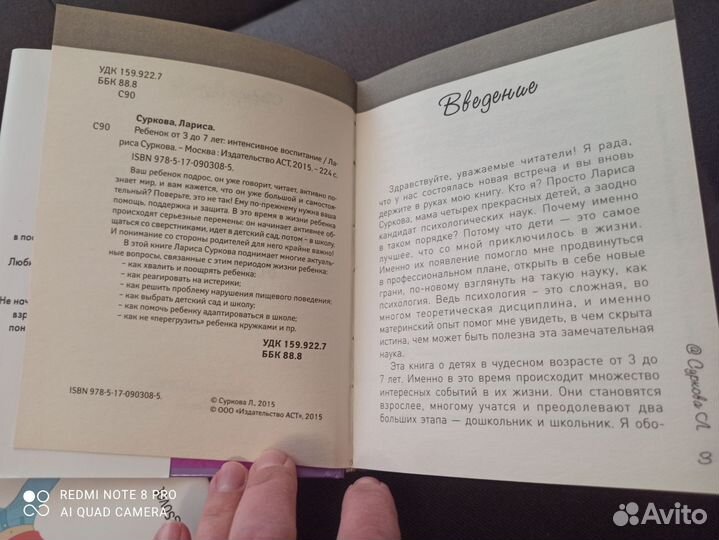 УДК 159.922.7
ББК 88.8
С90
Суркова, Лариса.
С90 Ребенок от 3 до 7 лет: интенсивное воспитание / Ла-
риса Суркова. – Москва : Издательство АСТ, 2015. – 224 с.
ISBN 978-5-17-090308-5.
Ваш ребенок подрос, он уже говорит, читает, активно по-
знает мир, и вам кажется, что он уже большой и самостоя-
тельный? Поверьте, это не так! Ему по-прежнему нужна ваша
помощь, поддержка и защита. В это время в жизни ребенка
происходят серьезные перемены: он начинает активнее об-
щаться со сверстниками, идет в детский сад, потом – в школу.
И понимание со стороны родителей для него крайне важно!
В этой книге Лариса Суркова поднимает многие актуаль-
ные вопросы, связанные с этим периодом жизни ребенка:
– как хвалить и поощрять ребенка;
– как реагировать на истерики;
– как решить проблему нарушения пищевого поведения;
– как выбрать детский сад и школу;
– как помочь ребенку адаптироваться в школе;
– как не «перегрузить» ребенка кружками и пр.
УДК 159.922.7
ББК 88.8
ISBN 978-5-17-090308-5.
© Суркова Л., 2015
© ООО «Издательство АСТ», 2015
в по
Люби
Не нач
взр
пон
Введение
Здравствуйте, уважаемые читатели! Я рада,
что у нас состоялась новая встреча и вы вновь
держите в руках мою книгу. Кто я? Просто Лариса
Суркова, мама четырех прекрасных детей, а заодно
кандидат психологических наук. Почему именно
в таком порядке? Потому что дети — это самое
лучшее, что со мной приключилось в жизни.
Именно их появление помогло мне продвинуться
в профессиональном плане, открыть в себе новые
грани, по-новому взглянуть на такую науку, как
психология. Ведь психология – это сложная, во
многом теоретическая дисциплина, и именно
материнский опыт помог мне увидеть, в чем скрыта
истина, чем может быть полезна эта замечательная
наука.
Эта книга о детях в чудесном возрасте от 3 до
7 лет. Именно в это время происходит множество
интересных событий в их жизни. Они становятся
взрослее, многому учатся и преодолевают два
больших этапа — дошкольник и школьник. Я обо-
@ Суркова Л
3
REDMI NOTE 8 PRO
AI QUAD CAMERA
Avito